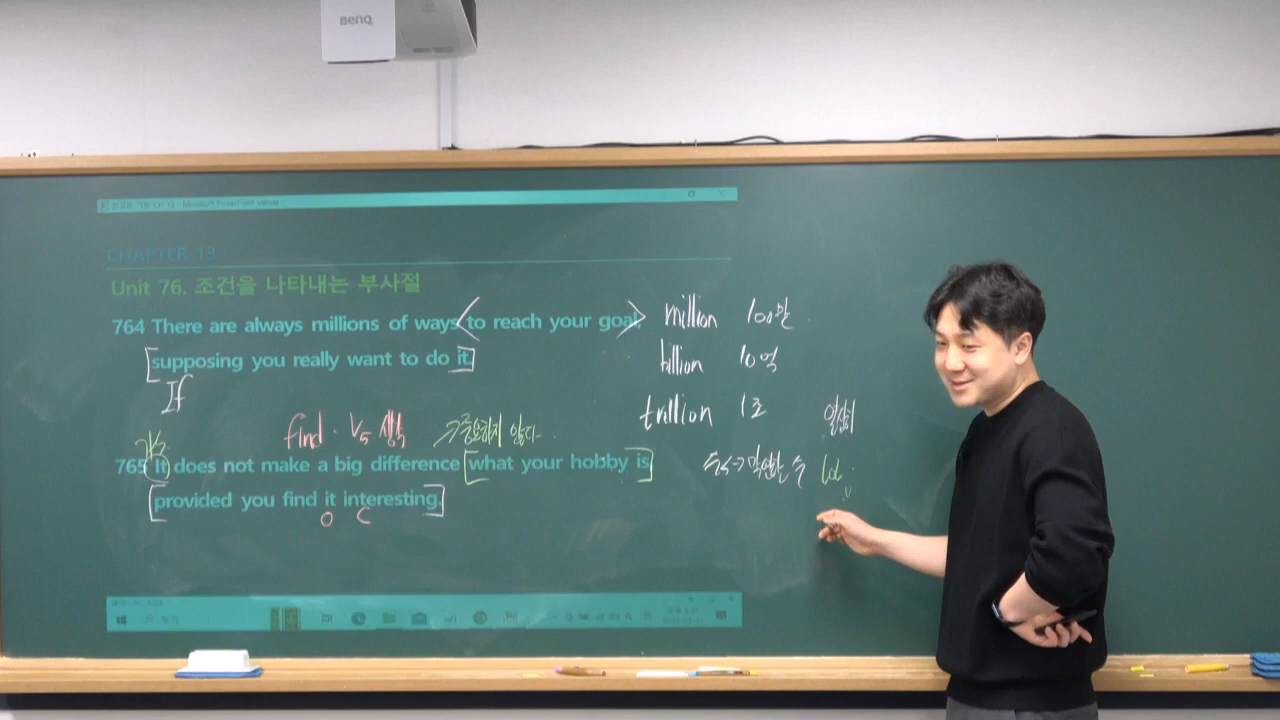 BenQ
CHAPTER 13
Unit 76. 조건을 나타내는 부사절
764 There are always millions of ways <to reach your goal,>
[supposing you really want to do it.]
If
million 100만
billion 10억
trillion 1조
find. V5
중요하지 않다.
765 It does not make a big difference [what your hobby is]
[provided you find it interesting.]
O C
막연한 수
열심히